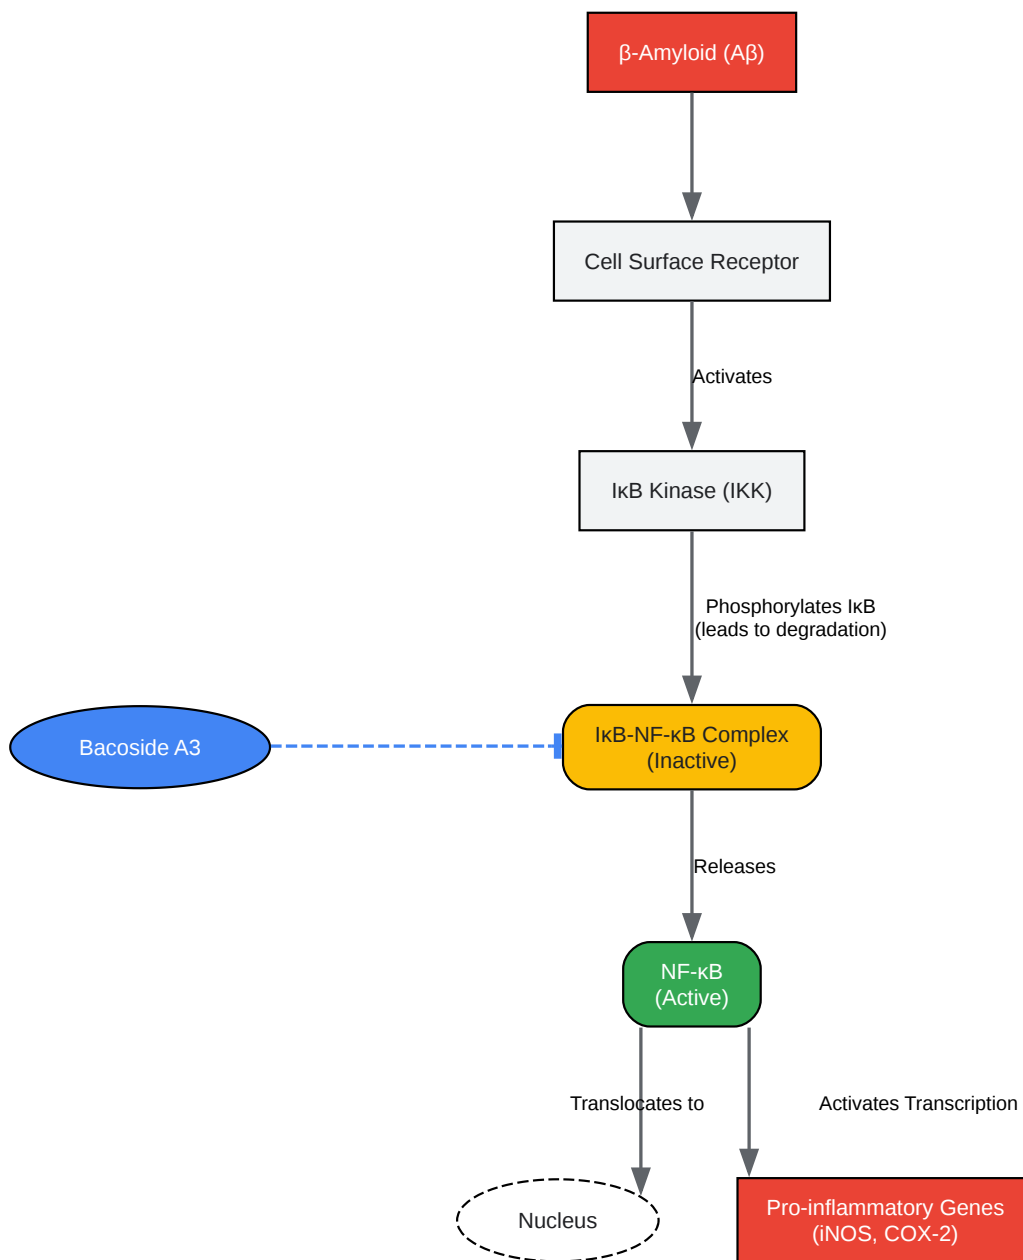 β-Amyloid (Aβ)
Cell Surface Receptor
Activates
IκB Kinase (IKK)
Phosphorylates IκB
(leads to degradation)
Bacoside A3
IκB-NF-κB Complex
(Inactive)
Releases
NF-κB
(Active)
Translocates to
Activates Transcription
Nucleus
Pro-inflammatory Genes
(iNOS, COX-2)